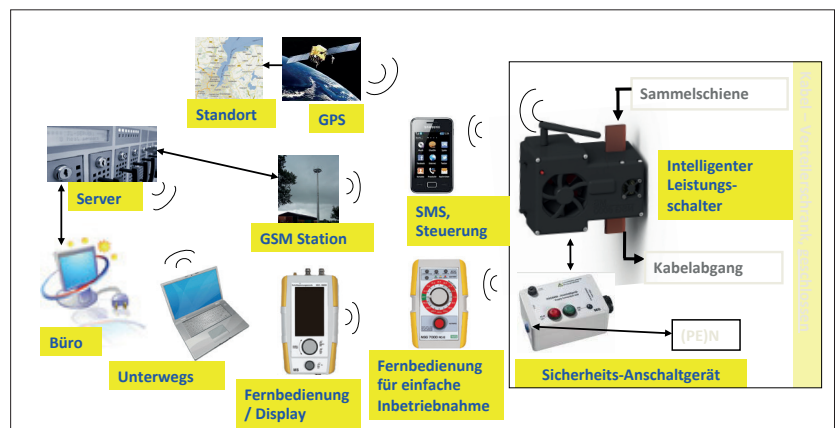 Standort
GPS
Sammelschiene
Intelligenter
Leistungs-
schalter
Server
GSM Station
SMS,
Steuerung
Kabelabgang
Büro
Unterwegs
Fernbedienung
/ Display
Fernbedienung
für einfache
Inbetriebnahme
(PE)N
Sicherheits-Anschaltgerät
Kabel – Verteilerschrank, geschlossen